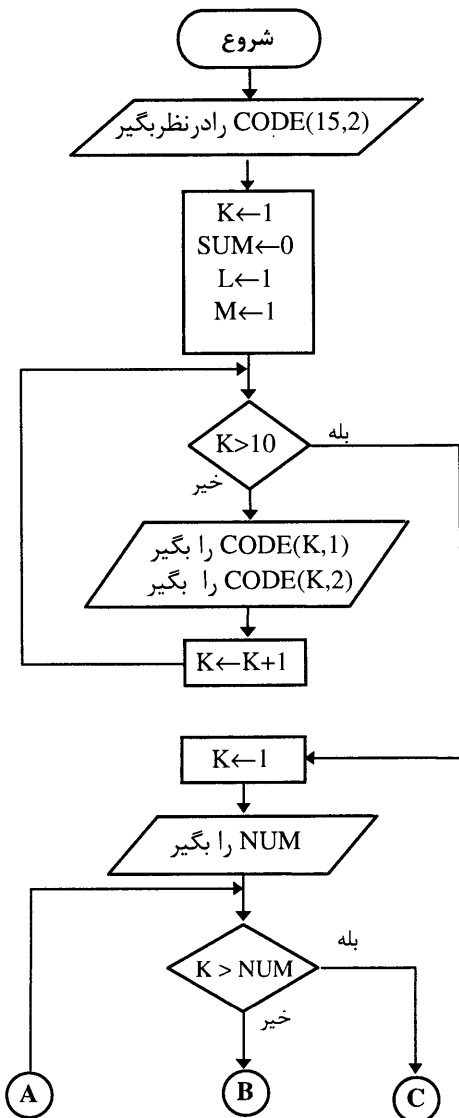 شروع
CODE(15,2) رادرنظربگیر
K←1
SUM←0
L←1
M←1
K>10
بله
خیر
CODE(K,1) را بگیر
CODE(K,2) را بگیر
K←K+1
K←1
NUM را بگیر
K > NUM
بله
خیر
A
B
C